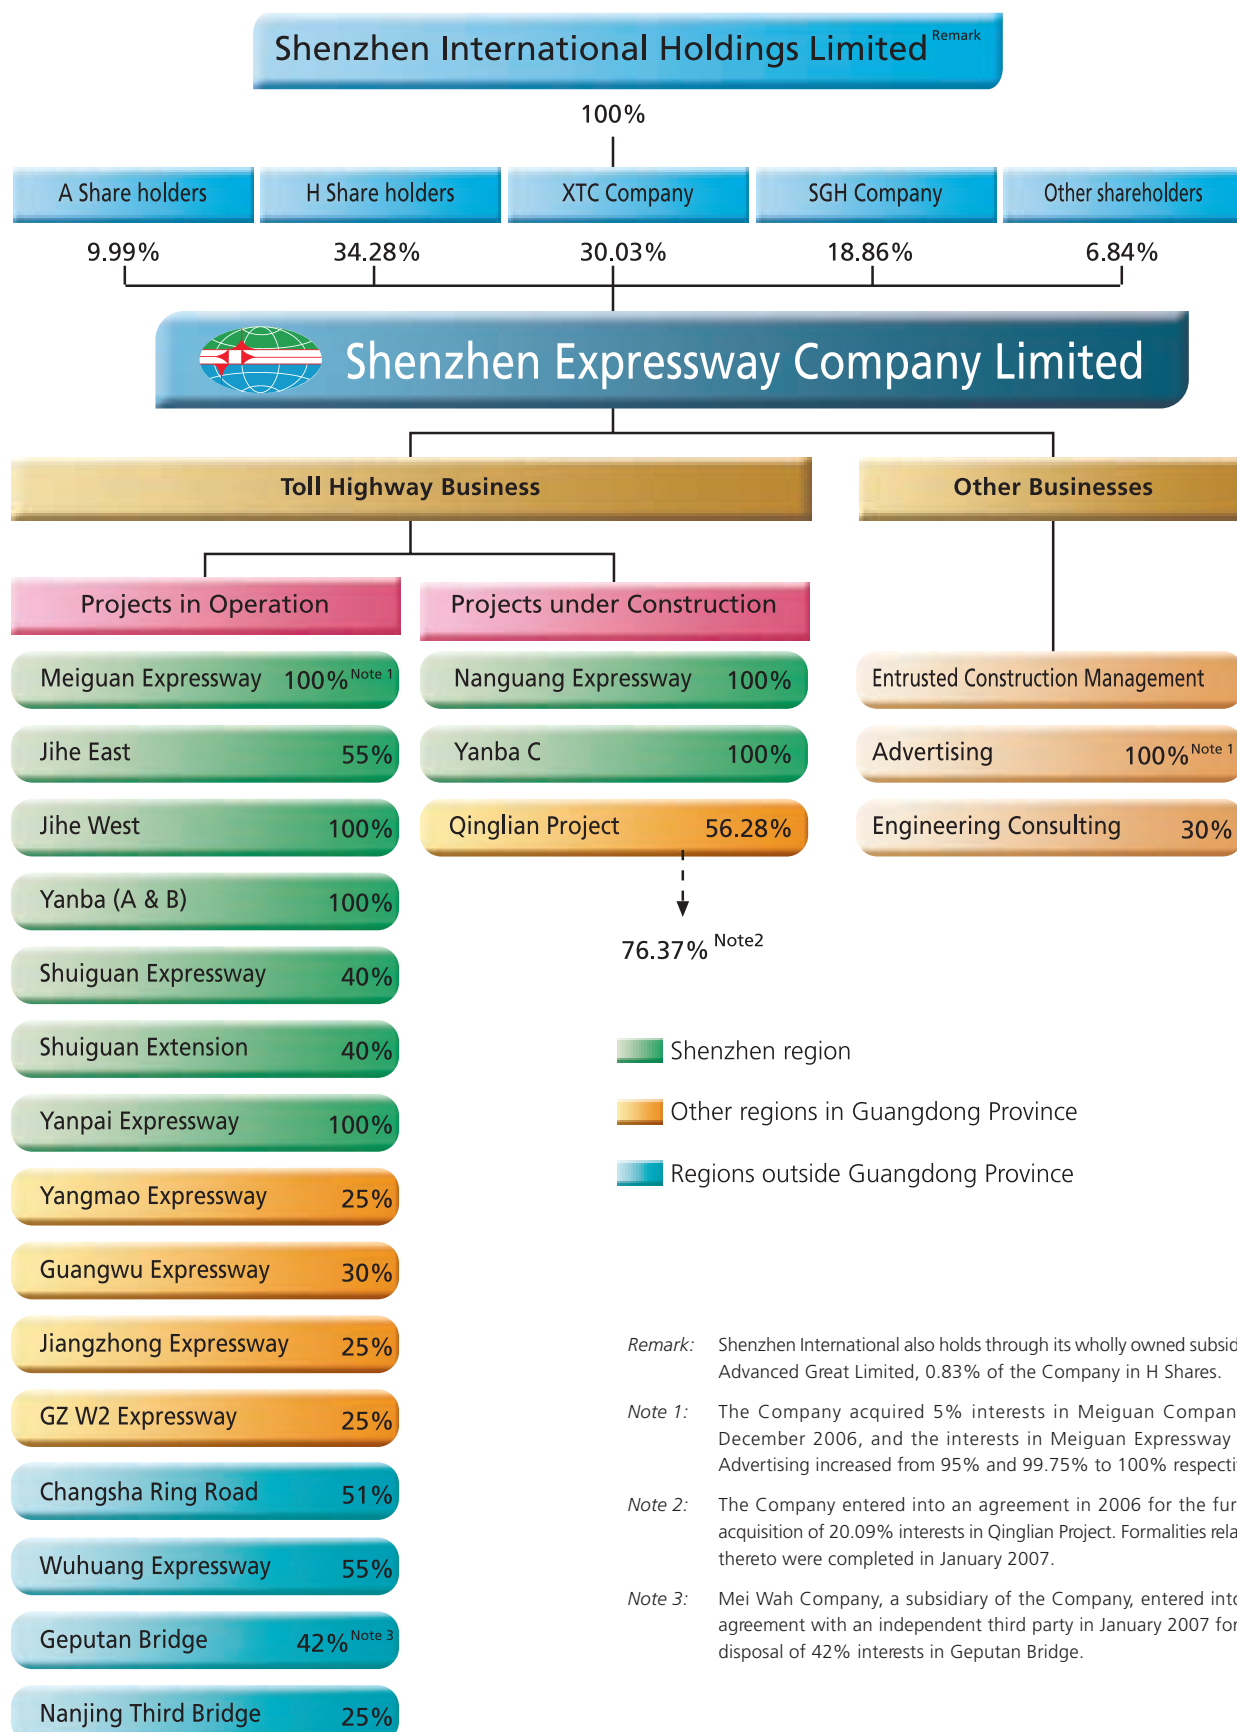 Shenzhen International Holdings Limited Remark
100%
A Share holders H Share holders XTC Company SGH Company Other shareholders
9.99% 34.28% 30.03% 18.86% 6.84%
Shenzhen Expressway Company Limited
Toll Highway Business Other Businesses
Projects in Operation Projects under Construction
Meiguan Expressway 100% Note 1 Nanguang Expressway 100% Entrusted Construction Management
Jihe East 55% Yanba C 100% Advertising 100% Note 1
Jihe West 100% Qinglian Project 56.28% Engineering Consulting 30%
Yanba (A & B) 100%
76.37% Note2
Shuiguan Expressway 40%
Shuiguan Extension 40%
Shenzhen region
Yanpai Expressway 100%
Other regions in Guangdong Province
Yangmao Expressway 25%
Regions outside Guangdong Province
Guangwu Expressway 30%
Jiangzhong Expressway 25%
GZ W2 Expressway 25%
Changsha Ring Road 51%
Wuhuang Expressway 55%
Geputan Bridge 42% Note 3
Nanjing Third Bridge 25%
Remark: Shenzhen International also holds through its wholly owned
Advanced Great Limited, 0.83% of the Company in H Shares.
Note 1: The Company acquired 5% interests in Meiguan
December 2006, and the interests in Meiguan Expressway
Advertising increased from 95% and 99.75% to 100%
Note 2: The Company entered into an agreement in 2006 for the
acquisition of 20.09% interests in Qinglian Project. Formalities
thereto were completed in January 2007.
Note 3: Mei Wah Company, a subsidiary of the Company, entered into
agreement with an independent third party in January 2007 for
disposal of 42% interests in Geputan Bridge.